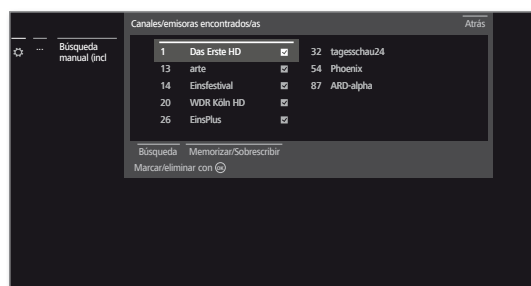 Canales/emisoras encontrados/as
Atrás
...
Búsqueda
manual (incl
1 Das Erste HD
32 tagesschau24
13 arte
54 Phoenix
14 Einsfestival
87 ARD-alpha
20 WDR Köln HD
26 EinsPlus
Búsqueda
Memorizar/Sobrescribir
Marcar/eliminar con OK